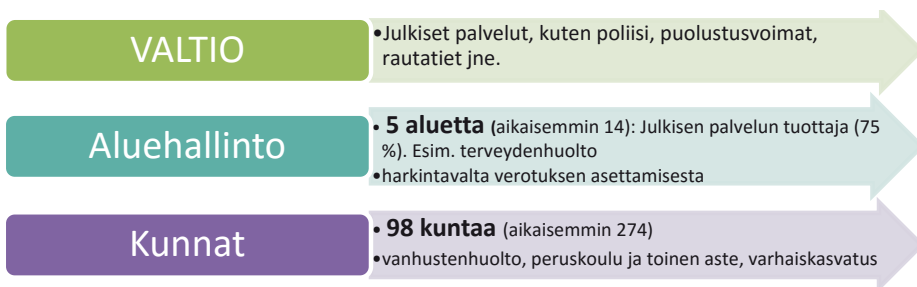 VALTIO
•Julkiset palvelut, kuten poliisi, puolustusvoimat,
rautatiet jne.
Aluehallinto
• 5 aluetta (aikaisemmin 14): Julkisen palvelun tuottaja (75
%). Esim. terveydenhuolto
•harkintavalta verotuksen asettamisesta
Kunnat
• 98 kuntaa (aikaisemmin 274)
•vanhustenhuolto, peruskoulu ja toinen aste, varhaiskasvatus